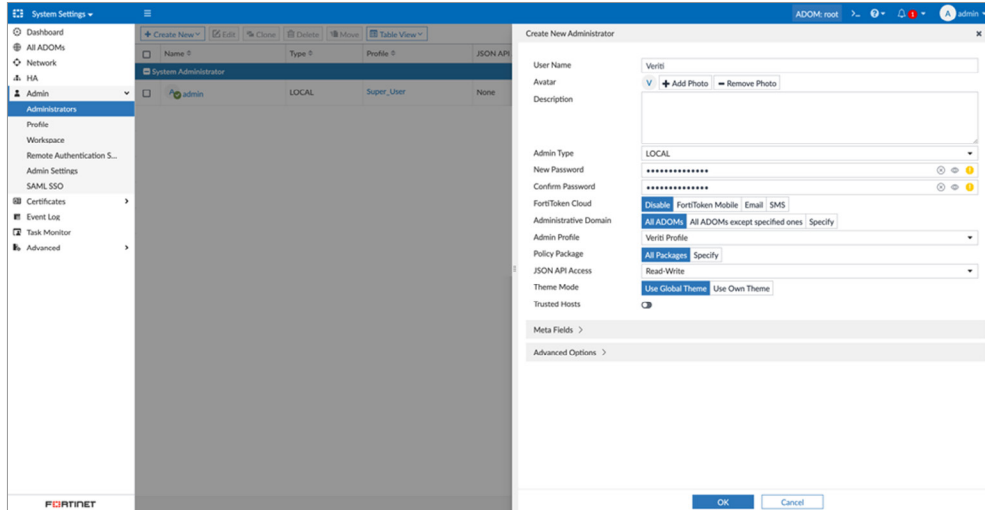 System Settings
ADOM: root
1
A admin
Dashboard
All ADOMs
Network
HA
Admin
Administrators
Profile
Workspace
Remote Authentication S...
Admin Settings
SAML SSO
Certificates
Event Log
Task Monitor
Advanced
FORTINET
+ Create New Edit Clone Delete Move Table View
Name Type Profile JSON API
System Administrator
A admin LOCAL Super_User None
Create New Administrator
User Name Veriti
Avatar V + Add Photo − Remove Photo
Description
Admin Type LOCAL
New Password ••••••••••••••
Confirm Password ••••••••••••••
FortiToken Cloud Disable FortiToken Mobile Email SMS
Administrative Domain All ADOMs All ADOMs except specified ones Specify
Admin Profile Veriti Profile
Policy Package All Packages Specify
JSON API Access Read-Write
Theme Mode Use Global Theme Use Own Theme
Trusted Hosts
Meta Fields >
Advanced Options >
OK Cancel